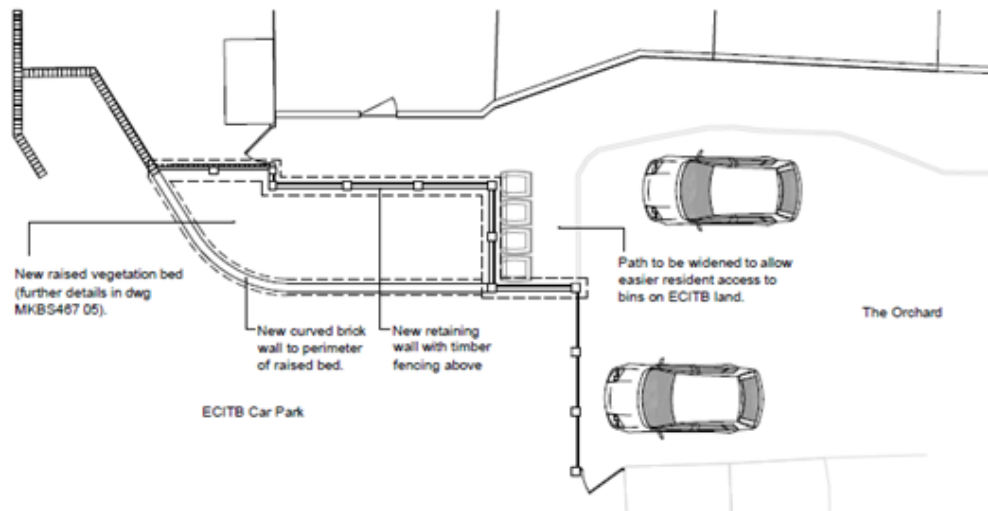 New raised vegetation bed
(further details in dwg
MKBS467 05).
New curved brick
wall to perimeter
of raised bed.
New retaining
wall with timber
fencing above
Path to be widened to allow
easier resident access to
bins on ECITB land.
The Orchard
ECITB Car Park